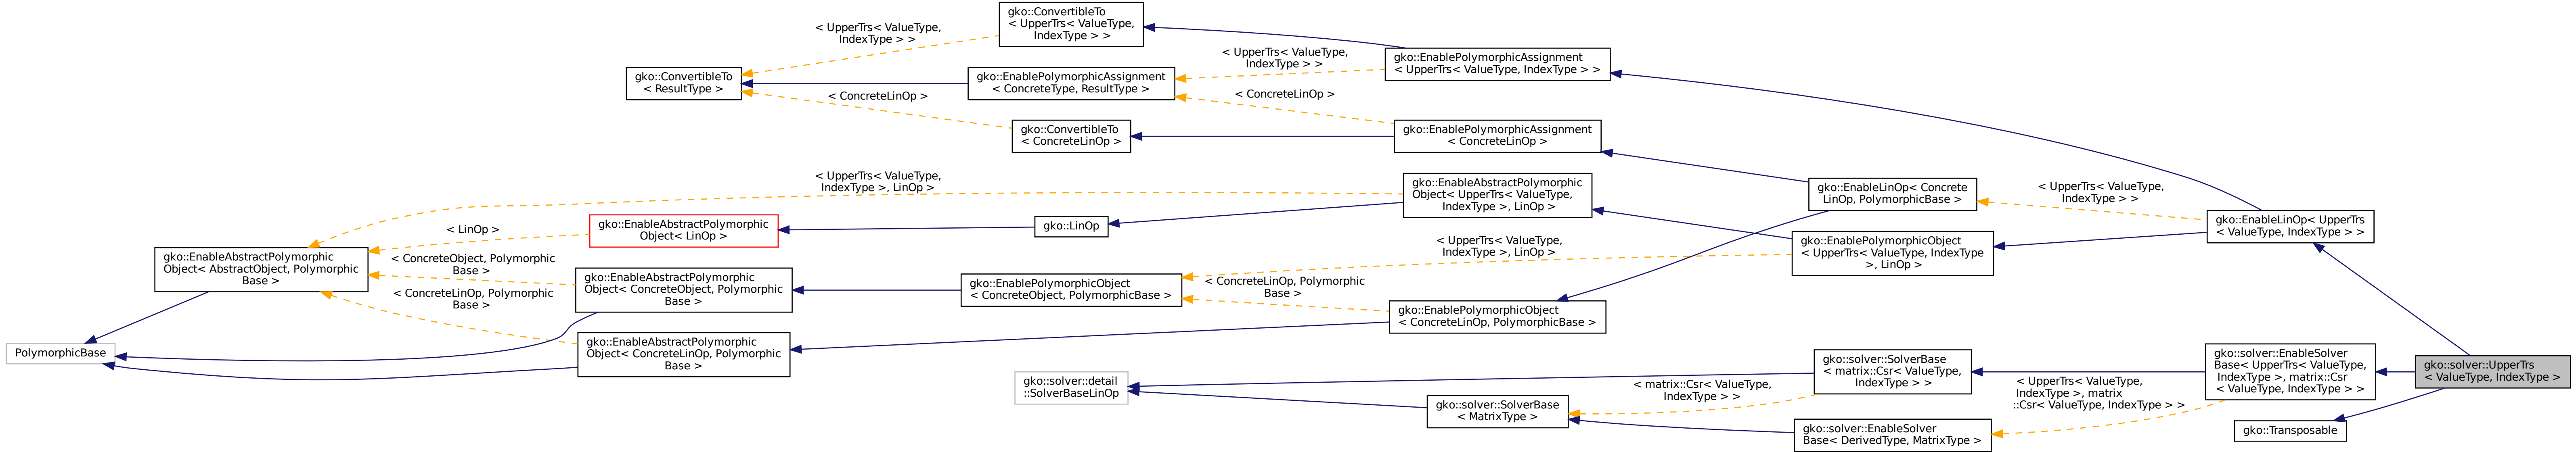 gko::ConvertibleTo
< UpperTrs< ValueType,
IndexType > >
< UpperTrs< ValueType,
IndexType > >
gko::ConvertibleTo
< ResultType >
< ConcreteLinOp >
gko::EnablePolymorphicAssignment
< ConcreteType, ResultType >
gko::ConvertibleTo
< ConcreteLinOp >
< UpperTrs< ValueType,
IndexType > >
< ConcreteLinOp >
gko::EnablePolymorphicAssignment
< UpperTrs< ValueType, IndexType > >
gko::EnablePolymorphicAssignment
< ConcreteLinOp >
< UpperTrs< ValueType,
IndexType >, LinOp >
gko::EnableAbstractPolymorphic
Object< UpperTrs< ValueType,
IndexType >, LinOp >
gko::EnableLinOp< Concrete
LinOp, PolymorphicBase >
< UpperTrs< ValueType,
IndexType > >
gko::EnableLinOp< UpperTrs
< ValueType, IndexType > >
gko::EnableAbstractPolymorphic
Object< LinOp >
gko::LinOp
< LinOp >
gko::EnableAbstractPolymorphic
Object< AbstractObject, Polymorphic
Base >
< ConcreteObject, Polymorphic
Base >
< ConcreteLinOp, Polymorphic
Base >
gko::EnableAbstractPolymorphic
Object< ConcreteObject, Polymorphic
Base >
gko::EnablePolymorphicObject
< ConcreteObject, PolymorphicBase >
< UpperTrs< ValueType,
IndexType >, LinOp >
< ConcreteLinOp, Polymorphic
Base >
gko::EnablePolymorphicObject
< UpperTrs< ValueType, IndexType
>, LinOp >
gko::EnablePolymorphicObject
< ConcreteLinOp, PolymorphicBase >
PolymorphicBase
gko::EnableAbstractPolymorphic
Object< ConcreteLinOp, Polymorphic
Base >
gko::solver::detail
::SolverBaseLinOp
gko::solver::SolverBase
< MatrixType >
< matrix::Csr< ValueType,
IndexType > >
gko::solver::SolverBase
< matrix::Csr< ValueType,
IndexType > >
gko::solver::EnableSolver
Base< DerivedType, MatrixType >
< UpperTrs< ValueType,
IndexType >, matrix
::Csr< ValueType, IndexType > >
gko::solver::EnableSolver
Base< UpperTrs< ValueType,
IndexType >, matrix::Csr
< ValueType, IndexType > >
gko::Transposable
gko::solver::UpperTrs
< ValueType, IndexType >